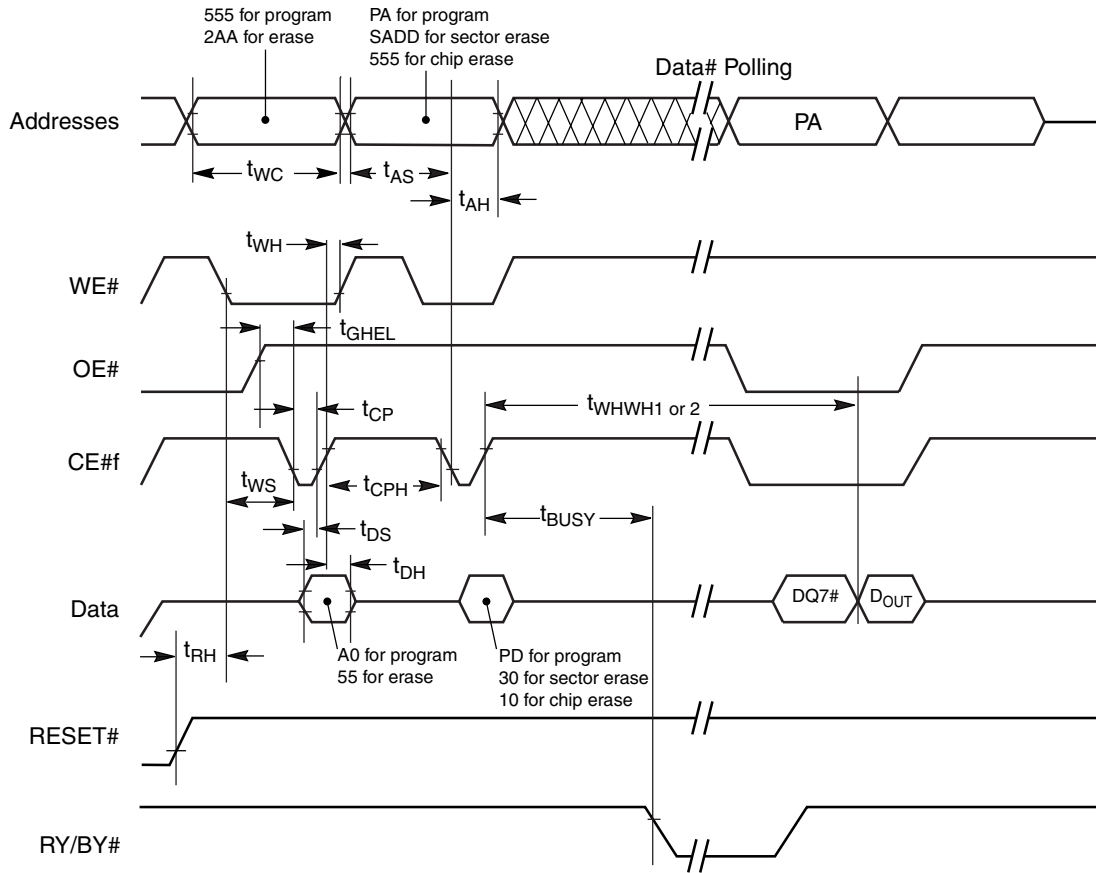 555 for program
2AA for erase
PA for program
SADD for sector erase
555 for chip erase
Data# Polling
Addresses
PA
tWC
tAS
tAH
tWH
WE#
tGHEL
OE#
tWHWH1 or 2
tCP
CE#f
tWS
tCPH
tBUSY
tDS
tDH
Data
DQ7#
DOUT
tRH
A0 for program
55 for erase
PD for program
30 for sector erase
10 for chip erase
RESET#
RY/BY#